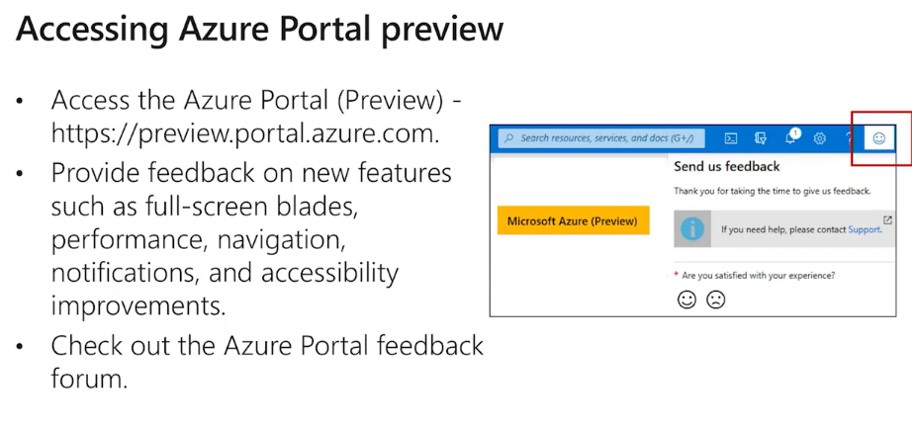 Accessing Azure Portal preview
• Access the Azure Portal (Preview) -
https://preview.portal.azure.com.
• Provide feedback on new features
such as full-screen blades,
performance, navigation,
notifications, and accessibility
improvements.
• Check out the Azure Portal feedback
forum.
Search resources, services, and docs (G+/)
1
?
Send us feedback
Thank you for taking the time to give us feedback.
Microsoft Azure (Preview)
If you need help, please contact Support.
* Are you satisfied with your experience?